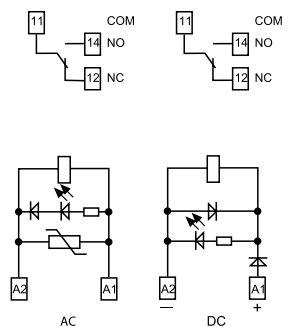 11 COM 11 COM
14 NO 14 NO
12 NC 12 NC
A2 A1 A2 A1
— +
AC DC